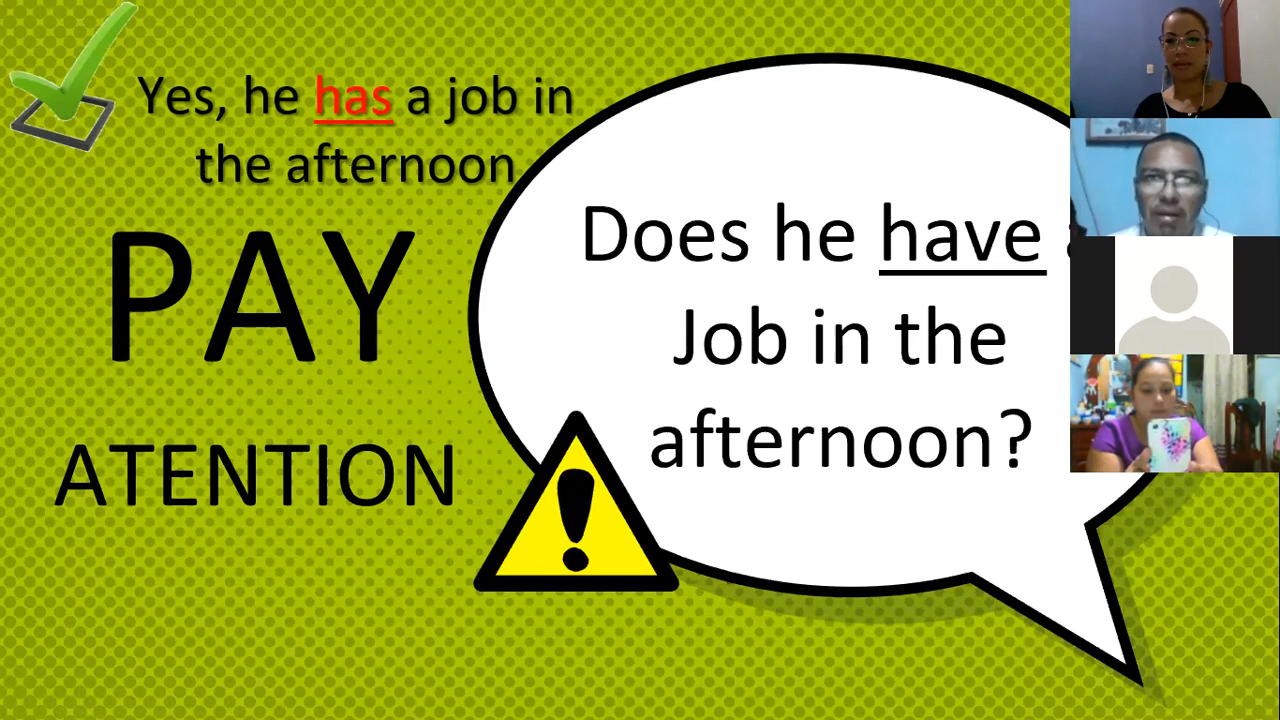 Yes, he has a job in
the afternoon
PAY
ATENTION
Does he have
Job in the
afternoon?